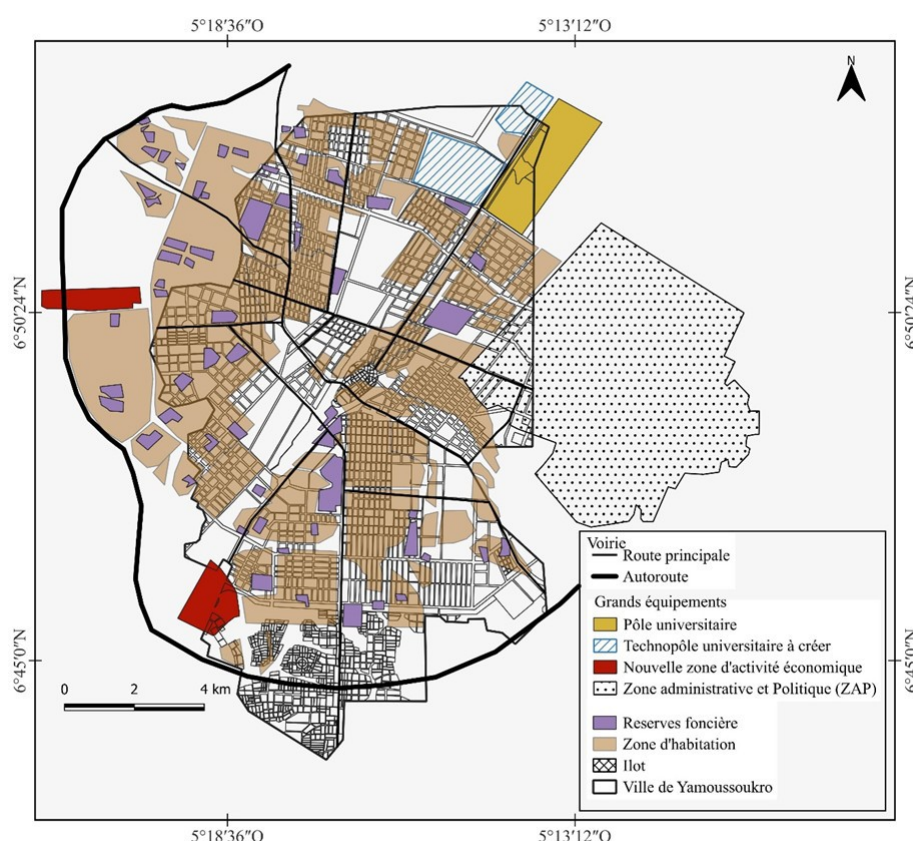 5°18′36″O
5°13′12″O
N
6°50′24″N
6°50′24″N
6°45′0″N
6°45′0″N
0 2 4 km
Voirie
Route principale
Autoroute
Grands équipements
Pôle universitaire
Technopôle universitaire à créer
Nouvelle zone d'activité économique
Zone administrative et Politique (ZAP)
Reserves foncière
Zone d'habitation
Ilot
Ville de Yamoussoukro
5°18′36″O
5°13′12″O